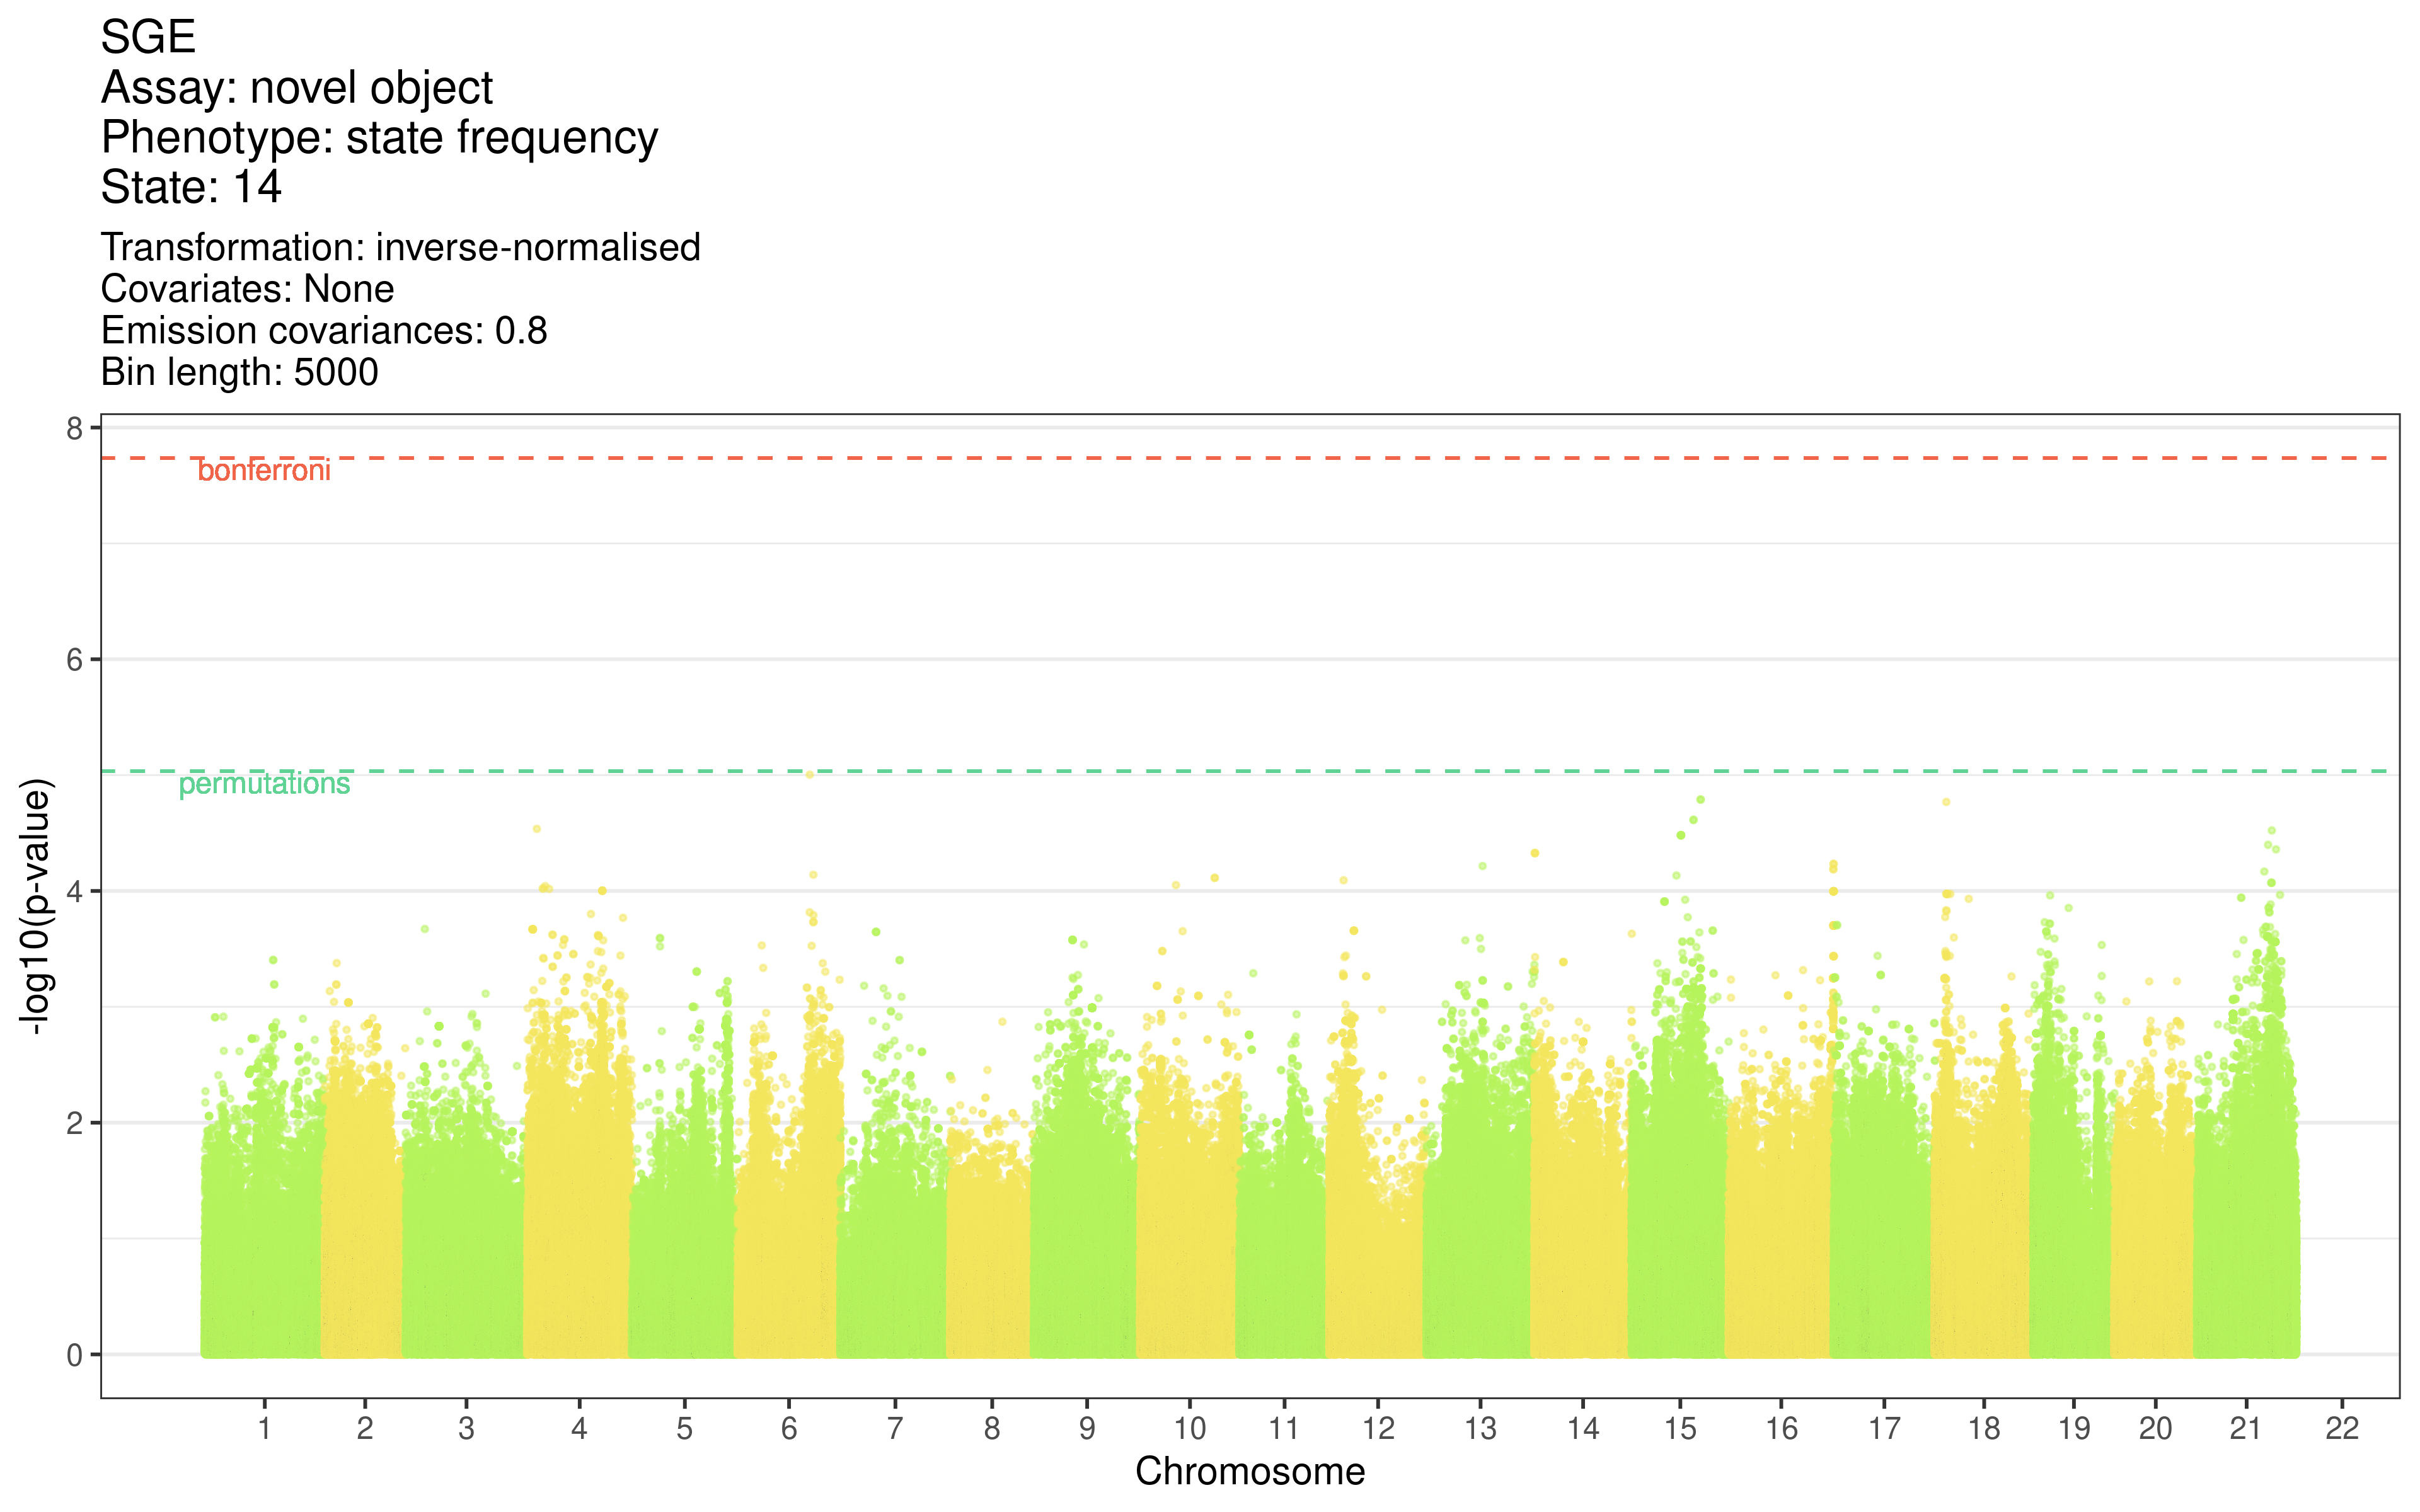 SGE
Assay: novel object
Phenotype: state frequency
State: 14
Transformation: inverse-normalised
Covariates: None
Emission covariances: 0.8
Bin length: 5000
8
bonferroni
6
permutations
4
2
0
-log10(p-value)
1 2 3 4 5 6 7 8 9 10 11 12 13 14 15 16 17 18 19 20 21 22
Chromosome